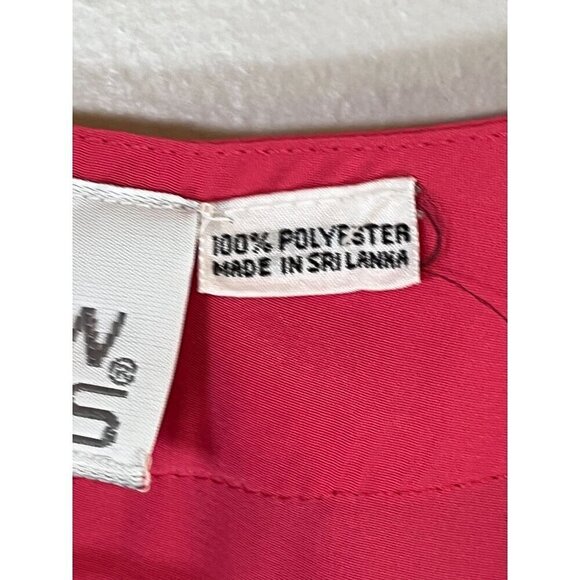 100% POLYESTER
MADE IN SRI LANKA
W
S®